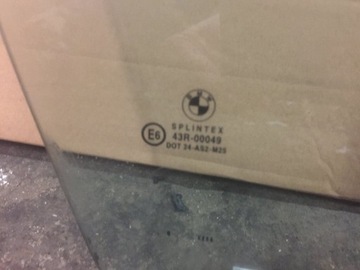 SPLINTEX
E6
43R-00049
DOT 24-AS2-M25